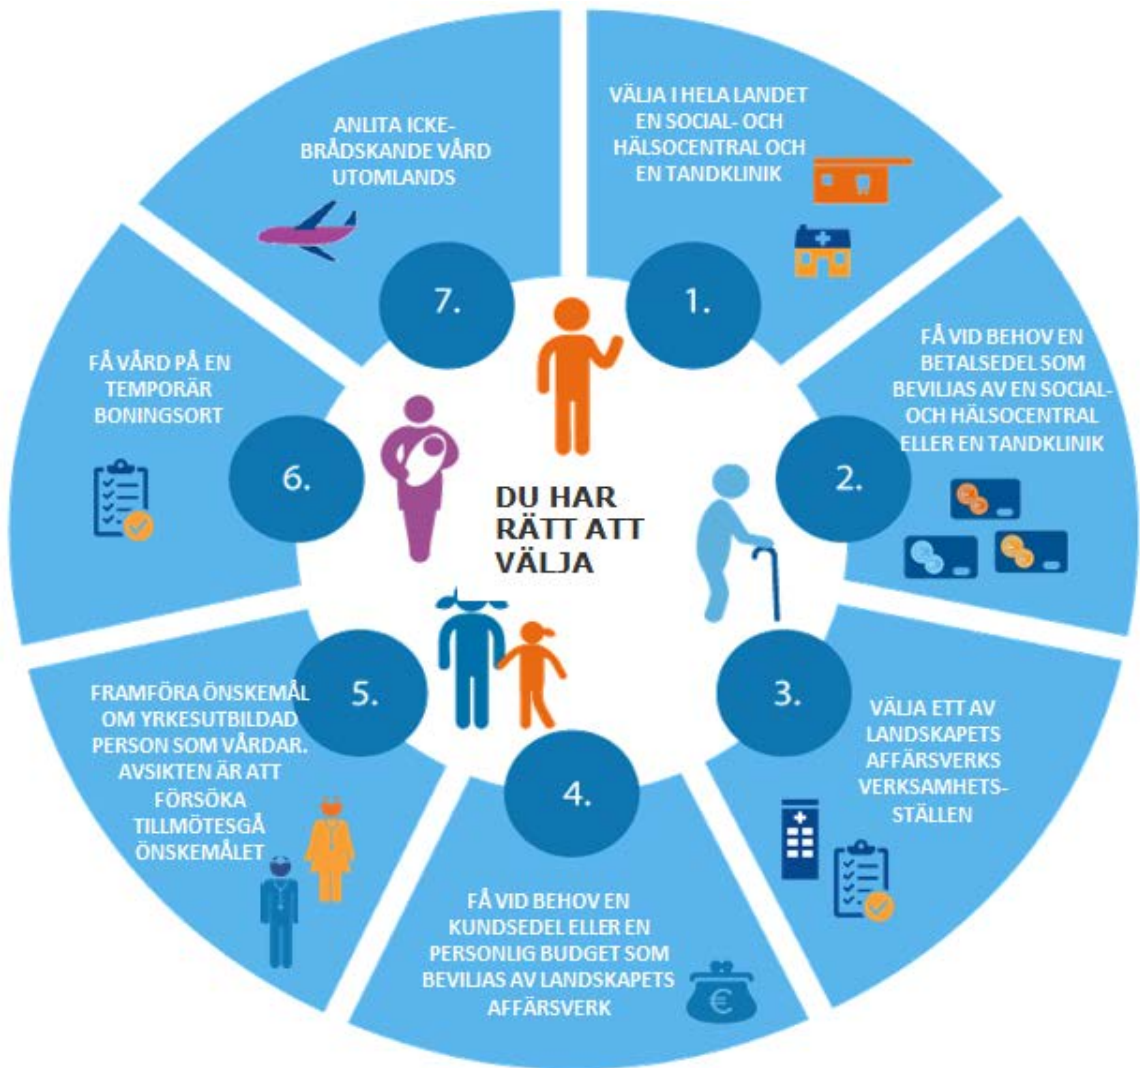 DU HAR
RÄTT ATT
VÄLJA
1.
VÄLJA I HELA LANDET
EN SOCIAL- OCH
HÄLSOCENTRAL OCH
EN TANDKLINIK
2.
FÅ VID BEHOV EN
BETALSEDEL SOM
BEVILJAS AV EN SOCIAL-
OCH HÄLSOCENTRAL
ELLER EN TANDKLINIK
3.
VÄLJA ETT AV
LANDSKAPETS
AFFÄRSVERKS
VERKSAMHETS-
STÄLLEN
4.
FÅ VID BEHOV EN
KUNDSEDEL ELLER EN
PERSONLIG BUDGET SOM
BEVILJAS AV LANDSKAPETS
AFFÄRSVERK
€
5.
FRAMFÖRA ÖNSKEMÅL
OM YRKESUTBILDAD
PERSON SOM VÅRDAR.
AVSIKTEN ÄR ATT
FÖRSÖKA
TILLMÖTESGÅ
ÖNSKEMÅLET
6.
FÅ VÅRD PÅ EN
TEMPORÄR
BONINGSORT
7.
ANLITA ICKE-
BRÅDSKANDE VÅRD
UTOMLANDS